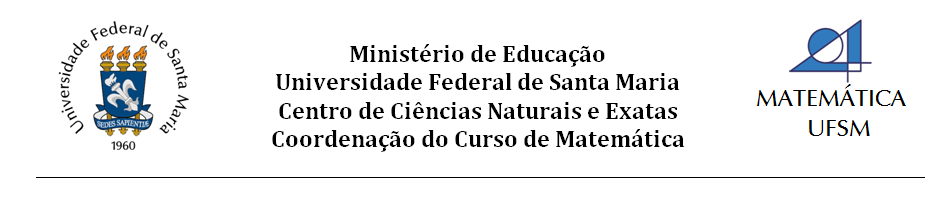 Universidade Federal de Santa Maria
SEDES SAPIENTIAE
1960
Ministério de Educação
Universidade Federal de Santa Maria
Centro de Ciências Naturais e Exatas
Coordenação do Curso de Matemática
MATEMÁTICA
UFSM